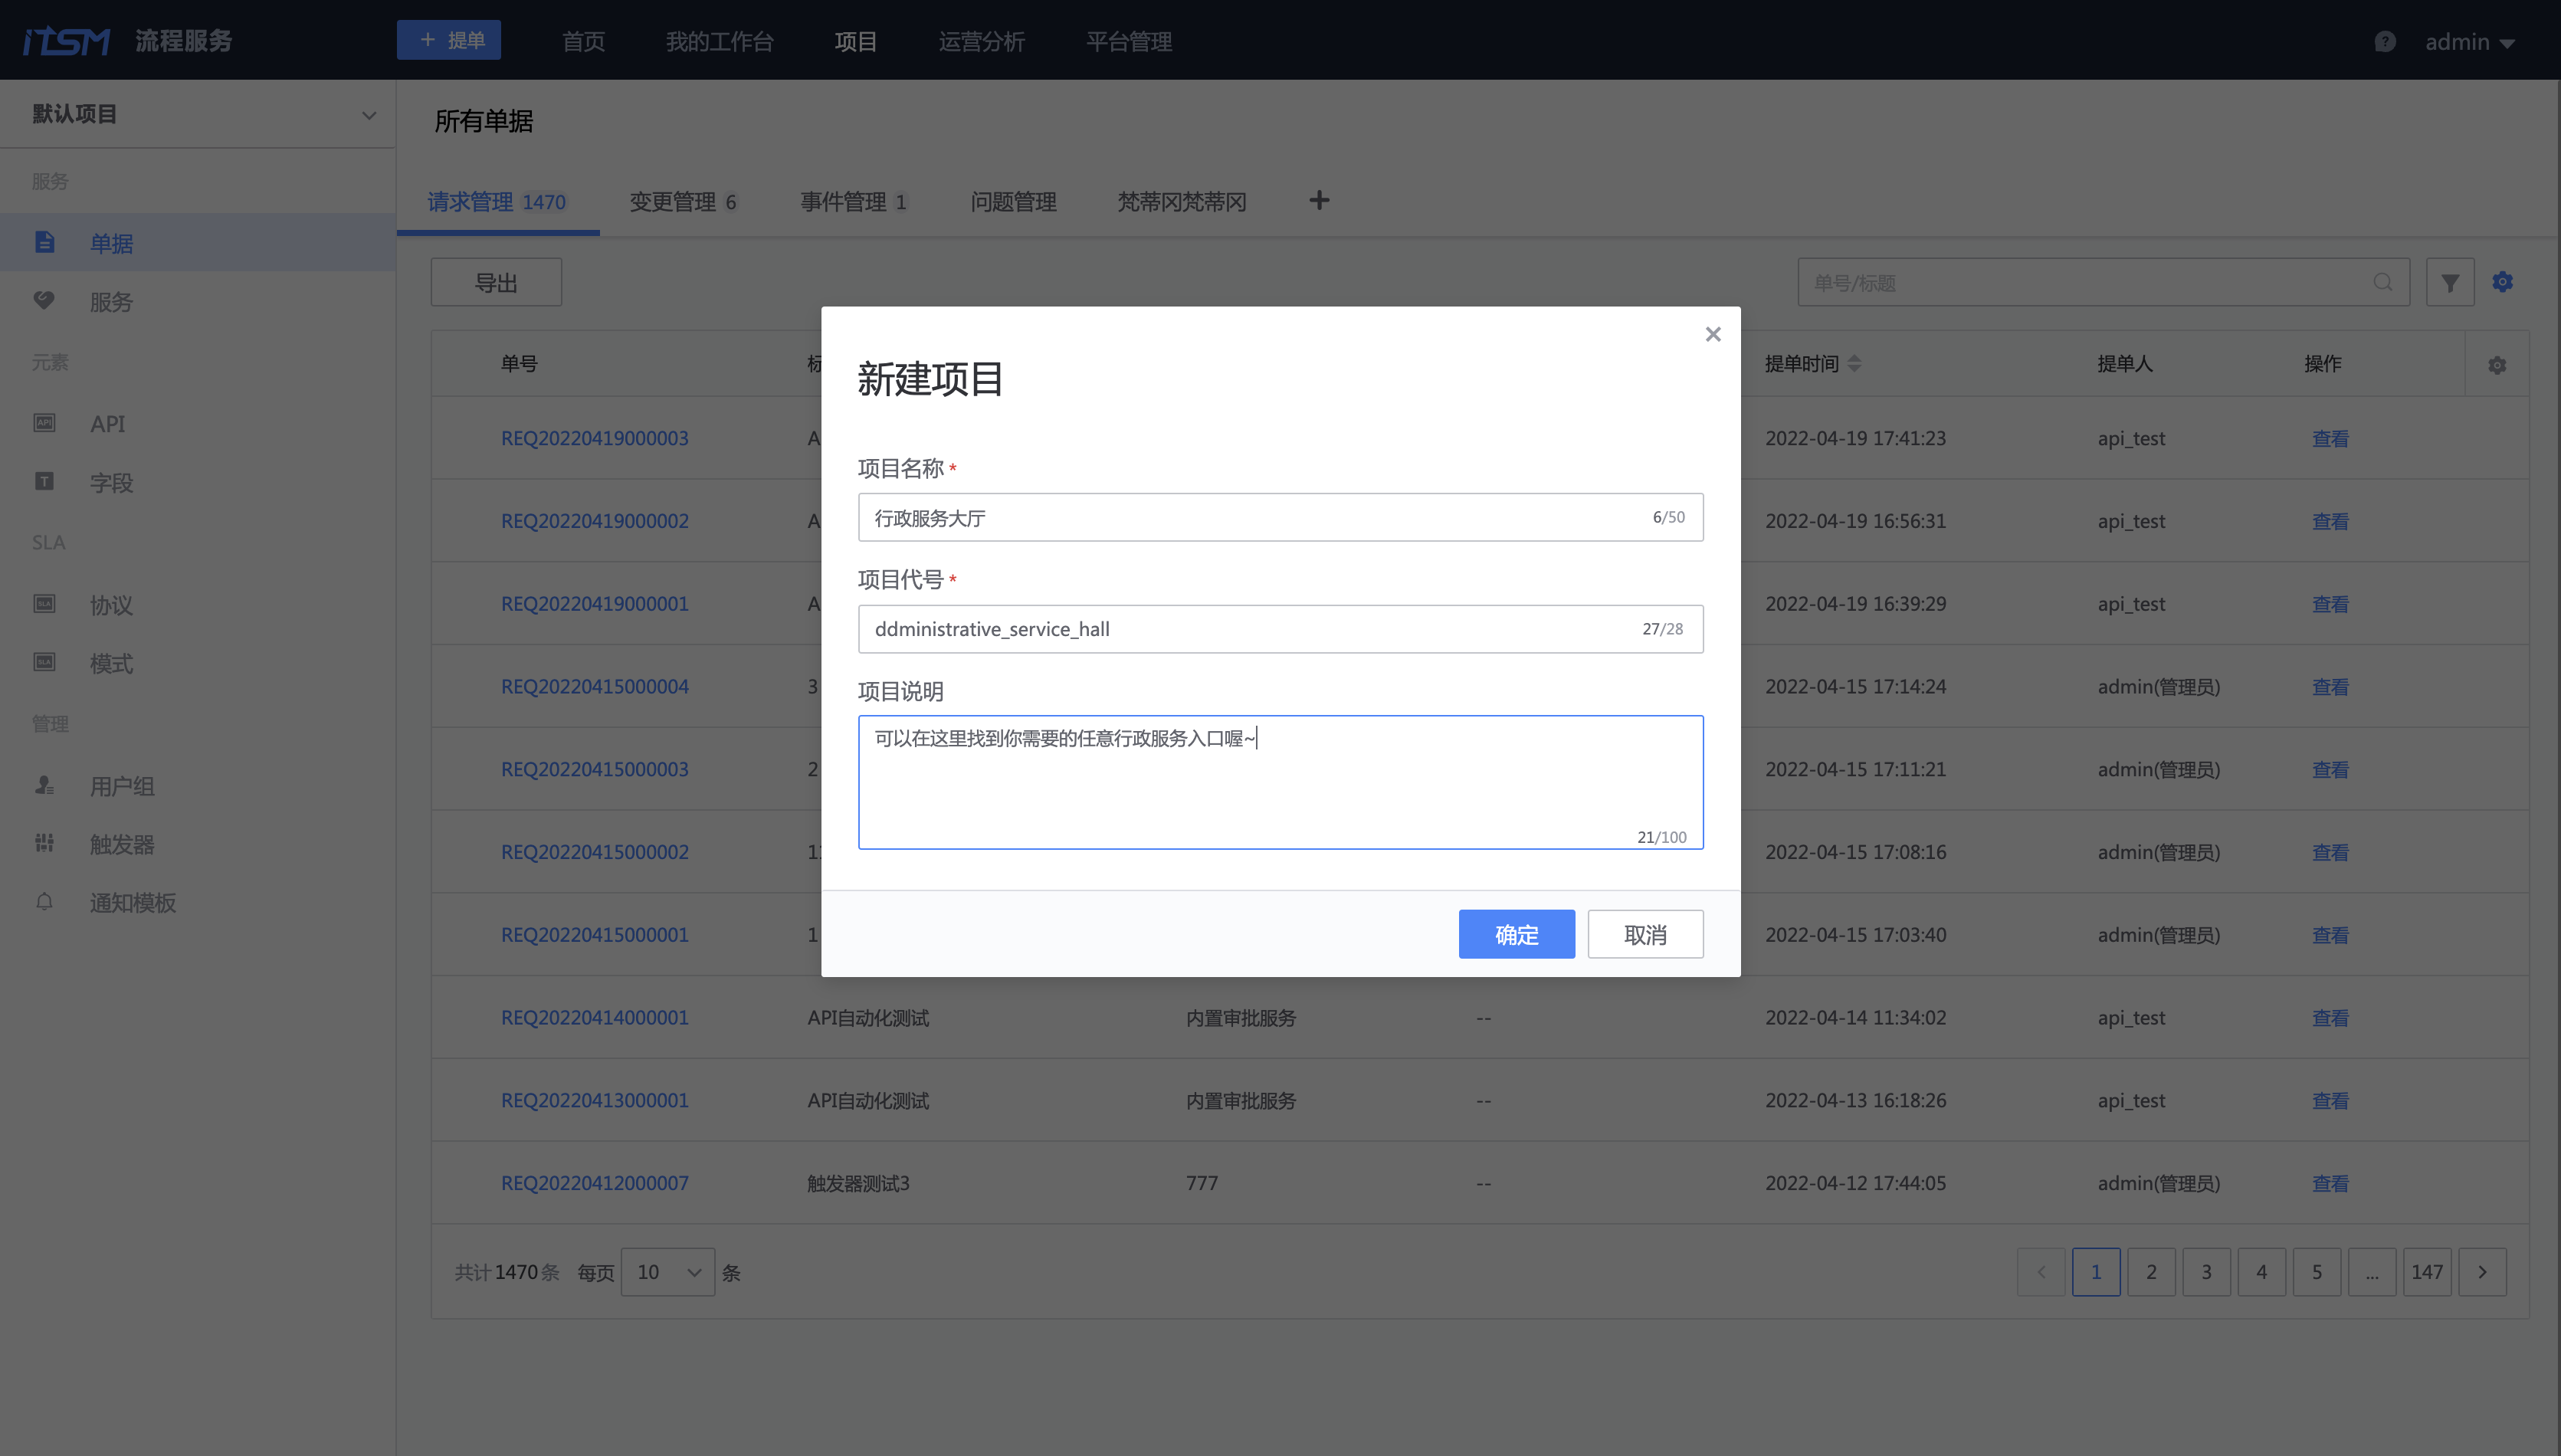 iTSM 流程服务 + 提单 首页 我的工作台 项目 运营分析 平台管理 admin
默认项目
服务
单据
服务
元素
API
字段
SLA
协议
模式
管理
用户组
触发器
通知模板
所有单据
请求管理 1470 变更管理 6 事件管理 1 问题管理 梵蒂冈梵蒂冈 +
导出 单号/标题
单号 提单时间 提单人 操作
REQ20220419000003 A 2022-04-19 17:41:23 api_test 查看
REQ20220419000002 A 2022-04-19 16:56:31 api_test 查看
REQ20220419000001 A 2022-04-19 16:39:29 api_test 查看
REQ20220415000004 3 2022-04-15 17:14:24 admin(管理员) 查看
REQ20220415000003 2 2022-04-15 17:11:21 admin(管理员) 查看
REQ20220415000002 1 2022-04-15 17:08:16 admin(管理员) 查看
REQ20220415000001 1 2022-04-15 17:03:40 admin(管理员) 查看
REQ20220414000001 API自动化测试 内置审批服务 -- 2022-04-14 11:34:02 api_test 查看
REQ20220413000001 API自动化测试 内置审批服务 -- 2022-04-13 16:18:26 api_test 查看
REQ20220412000007 触发器测试3 777 -- 2022-04-12 17:44:05 admin(管理员) 查看
共计1470条 每页 10 条 1 2 3 4 5 ... 147
新建项目
项目名称*
行政服务大厅 6/50
项目代号*
ddministrative_service_hall 27/28
项目说明
可以在这里找到你需要的任意行政服务入口喔~
21/100
确定 取消